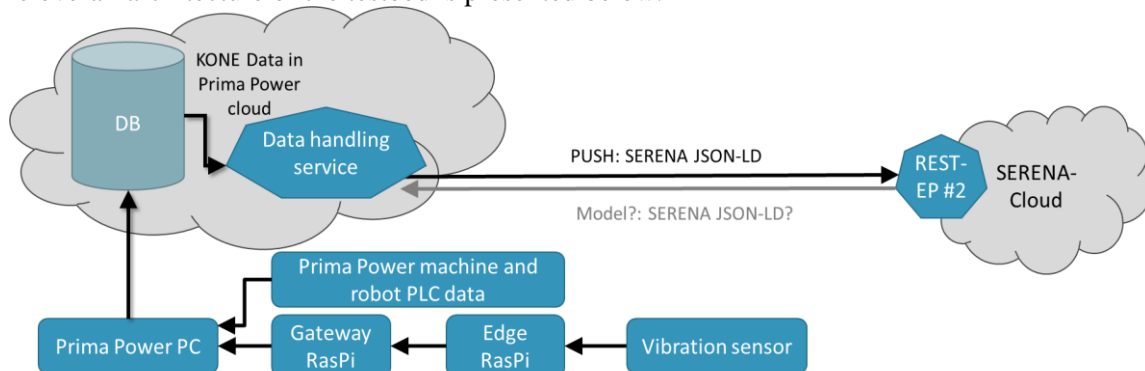 KONE Data in
Prima Power
cloud
DB
Data handling
service
PUSH: SERENA JSON-LD
Model?: SERENA JSON-LD?
REST-
EP #2
SERENA-
Cloud
Prima Power machine and
robot PLC data
Prima Power PC
Gateway
RasPi
Edge
RasPi
Vibration sensor